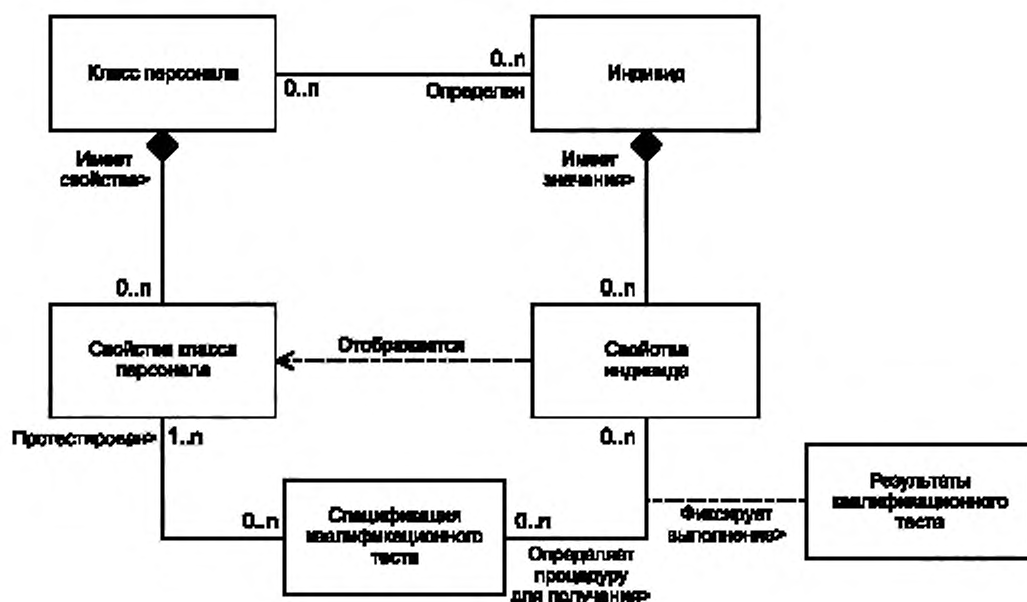 Класс персонала
0..n
0..n
Определен
Индивид
Имеет
свойства>
Имеет
значения>
0..n
0..n
Свойства класса
персонала
Отображается
Свойства
индивида
Протестирован>
1..n
0..n
0..n
Спецификация
квалификационного
теста
0..n
Определяет
процедуру
для получения>
Фиксирует
выполнение>
Результаты
квалификационного
теста